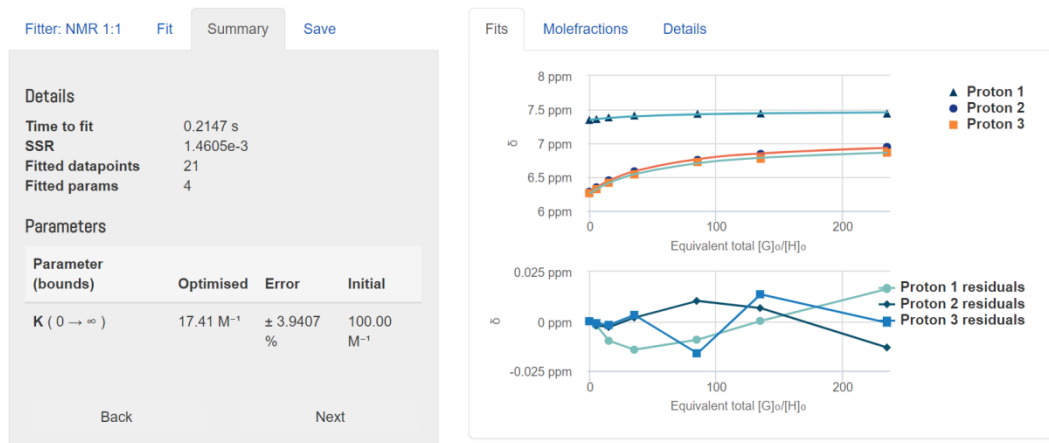 Fitter: NMR 1:1 Fit Summary Save
Details
Time to fit 0.2147 s
SSR 1.4605e-3
Fitted datapoints 21
Fitted params 4
Parameters
Parameter
(bounds) Optimised Error Initial
K ( 0 → ∞ ) 17.41 M⁻¹ ± 3.9407 100.00
% M⁻¹
Back Next
Fits Molefractions Details
8 ppm
7.5 ppm
7 ppm
6.5 ppm
6 ppm
δ
0 100 200
Equivalent total [G]₀/[H]₀
Proton 1
Proton 2
Proton 3
0.025 ppm
0 ppm
-0.025 ppm
δ
0 100 200
Equivalent total [G]₀/[H]₀
Proton 1 residuals
Proton 2 residuals
Proton 3 residuals